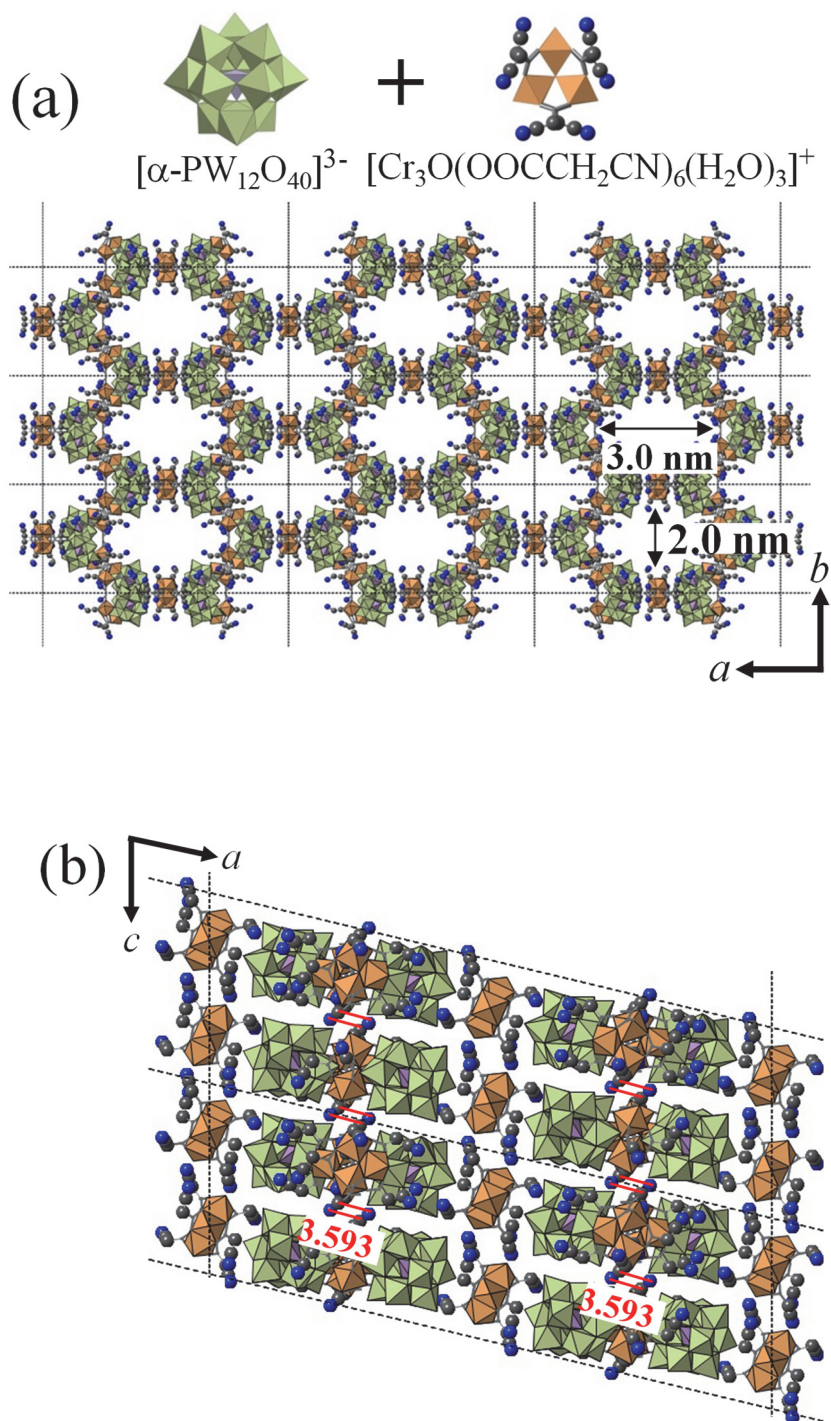 (a)
+
[α-PW12O40]3- [Cr3O(OOCCH2CN)6(H2O)3]+
3.0 nm
2.0 nm
b
a
(b)
a
c
3.593
3.593